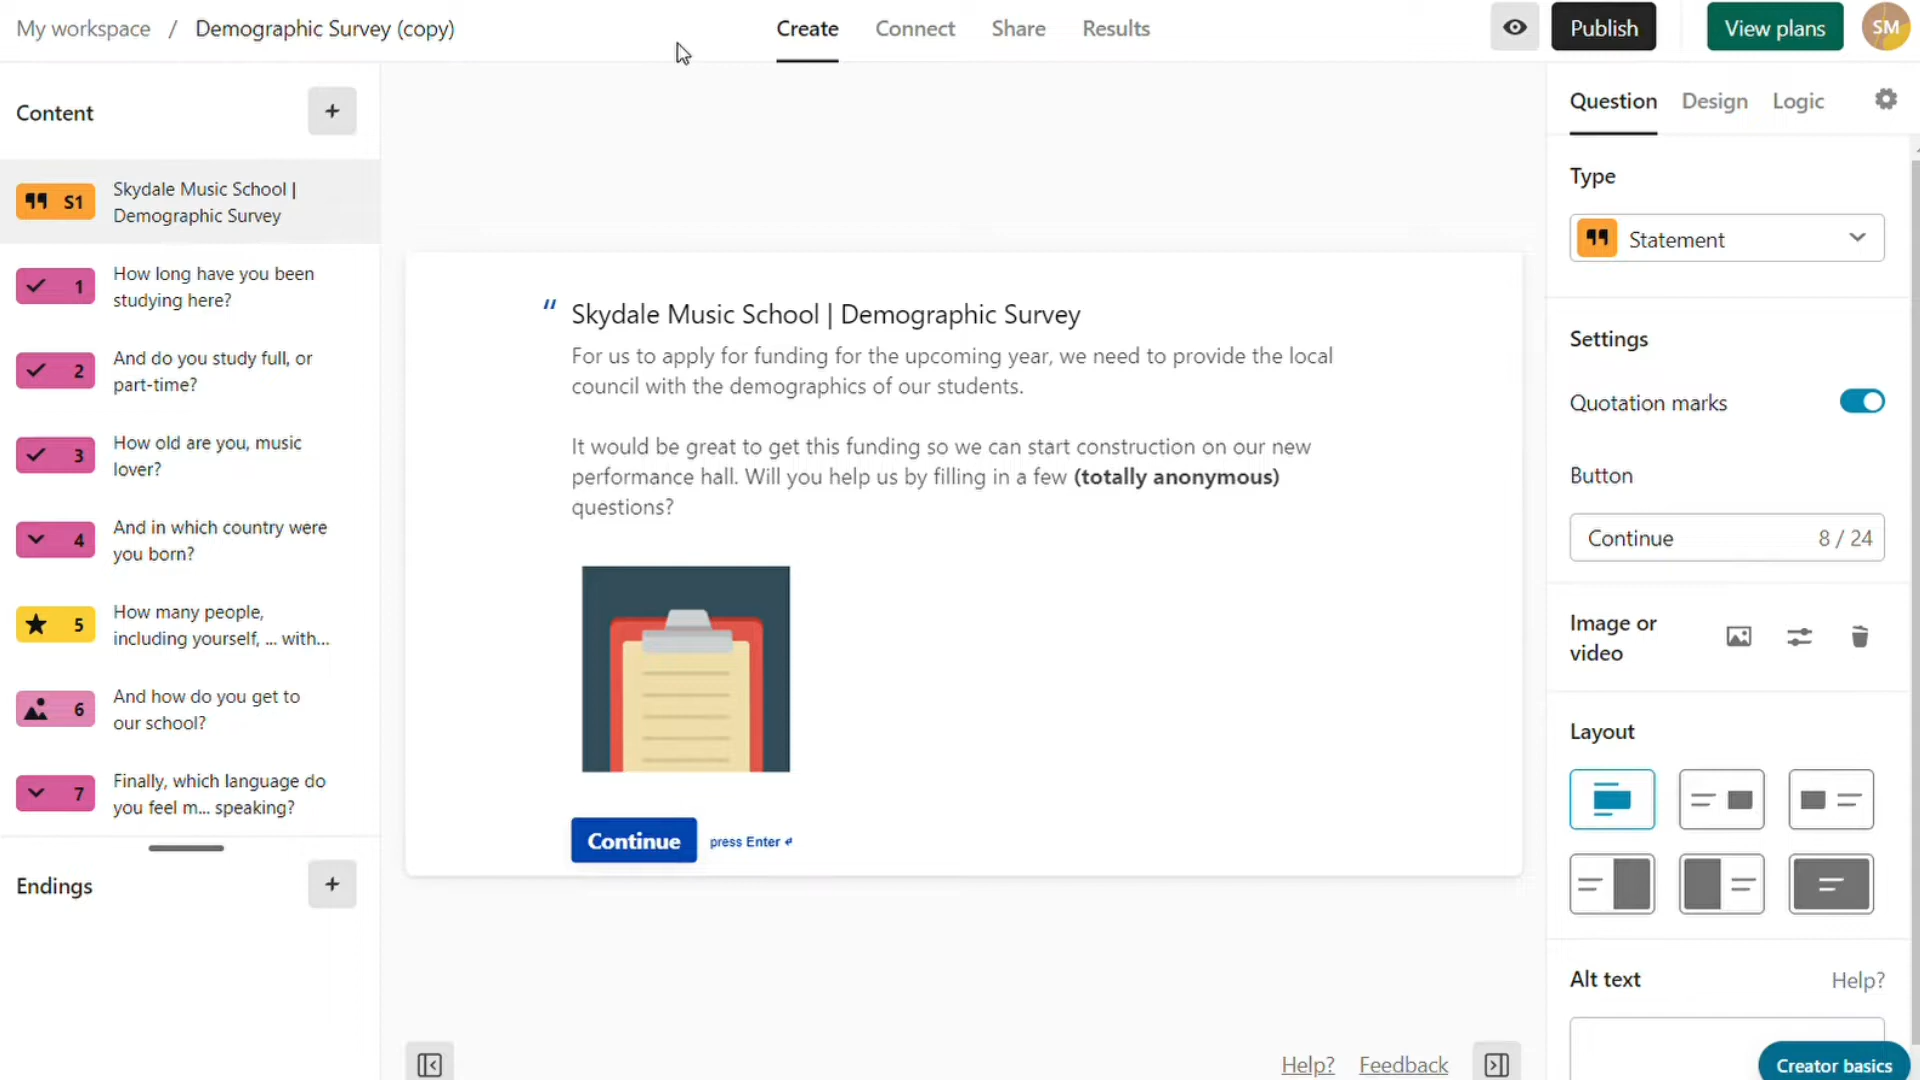 My workspace / Demographic Survey (copy)
Create Connect Share Results
Publish
View plans
SM
Content
+
S1 Skydale Music School |
Demographic Survey
1 How long have you been
studying here?
2 And do you study full, or
part-time?
3 How old are you, music
lover?
4 And in which country were
you born?
5 How many people,
including yourself, ... with...
6 And how do you get to
our school?
7 Finally, which language do
you feel m... speaking?
Endings
+
" Skydale Music School | Demographic Survey
For us to apply for funding for the upcoming year, we need to provide the local
council with the demographics of our students.
It would be great to get this funding so we can start construction on our new
performance hall. Will you help us by filling in a few (totally anonymous)
questions?
Continue press Enter ↵
Help? Feedback
Question Design Logic
Type
Statement
Settings
Quotation marks
Button
Continue 8 / 24
Image or
video
Layout
Alt text Help?
Creator basics